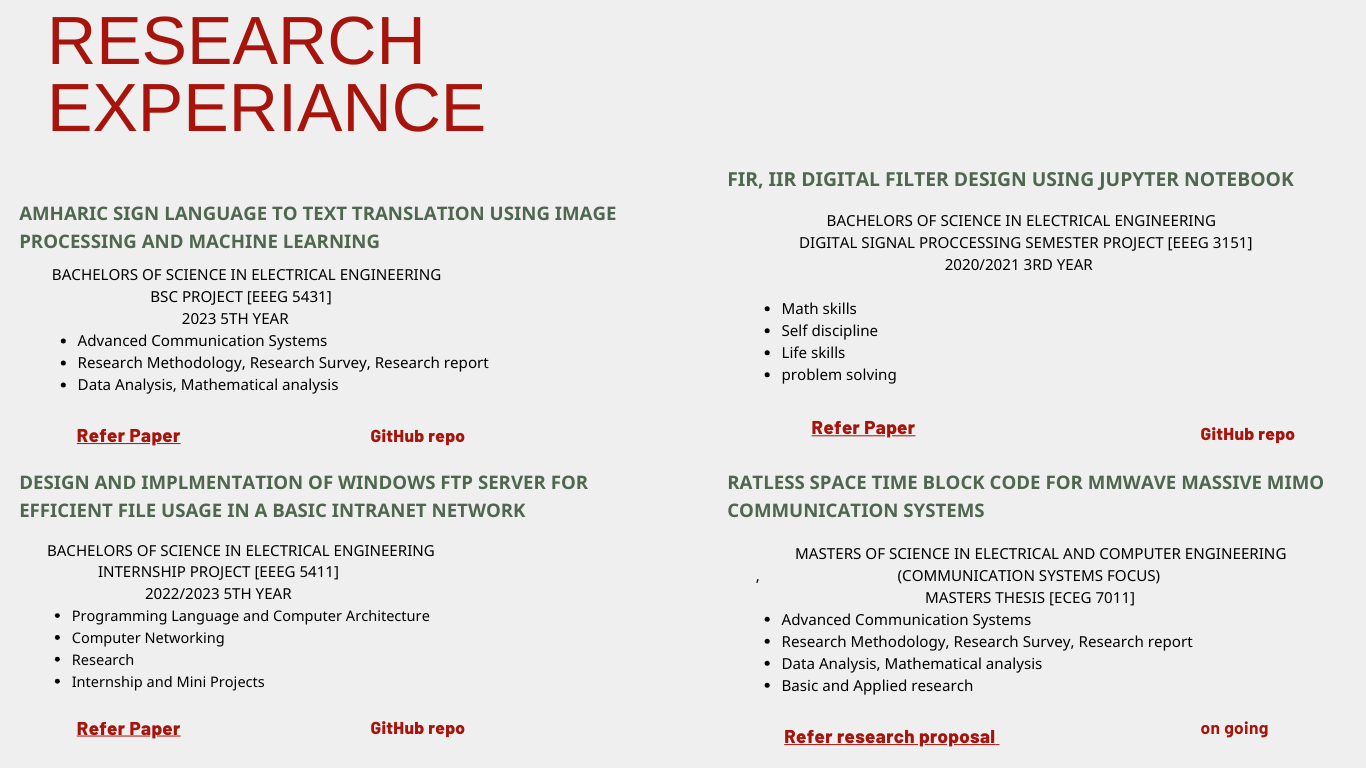 RESEARCH
EXPERIANCE
AMHARIC SIGN LANGUAGE TO TEXT TRANSLATION USING IMAGE
PROCESSING AND MACHINE LEARNING
BACHELORS OF SCIENCE IN ELECTRICAL ENGINEERING
BSC PROJECT [EEEG 5431]
2023 5TH YEAR
• Advanced Communication Systems
• Research Methodology, Research Survey, Research report
• Data Analysis, Mathematical analysis
Refer Paper
GitHub repo
FIR, IIR DIGITAL FILTER DESIGN USING JUPYTER NOTEBOOK
BACHELORS OF SCIENCE IN ELECTRICAL ENGINEERING
DIGITAL SIGNAL PROCCESSING SEMESTER PROJECT [EEEG 3151]
2020/2021 3RD YEAR
• Math skills
• Self discipline
• Life skills
• problem solving
Refer Paper
GitHub repo
DESIGN AND IMPLMENTATION OF WINDOWS FTP SERVER FOR
EFFICIENT FILE USAGE IN A BASIC INTRANET NETWORK
BACHELORS OF SCIENCE IN ELECTRICAL ENGINEERING
INTERNSHIP PROJECT [EEEG 5411]
2022/2023 5TH YEAR
• Programming Language and Computer Architecture
• Computer Networking
• Research
• Internship and Mini Projects
Refer Paper
GitHub repo
RATLESS SPACE TIME BLOCK CODE FOR MMWAVE MASSIVE MIMO
COMMUNICATION SYSTEMS
MASTERS OF SCIENCE IN ELECTRICAL AND COMPUTER ENGINEERING
, (COMMUNICATION SYSTEMS FOCUS)
MASTERS THESIS [ECEG 7011]
• Advanced Communication Systems
• Research Methodology, Research Survey, Research report
• Data Analysis, Mathematical analysis
• Basic and Applied research
Refer research proposal
on going